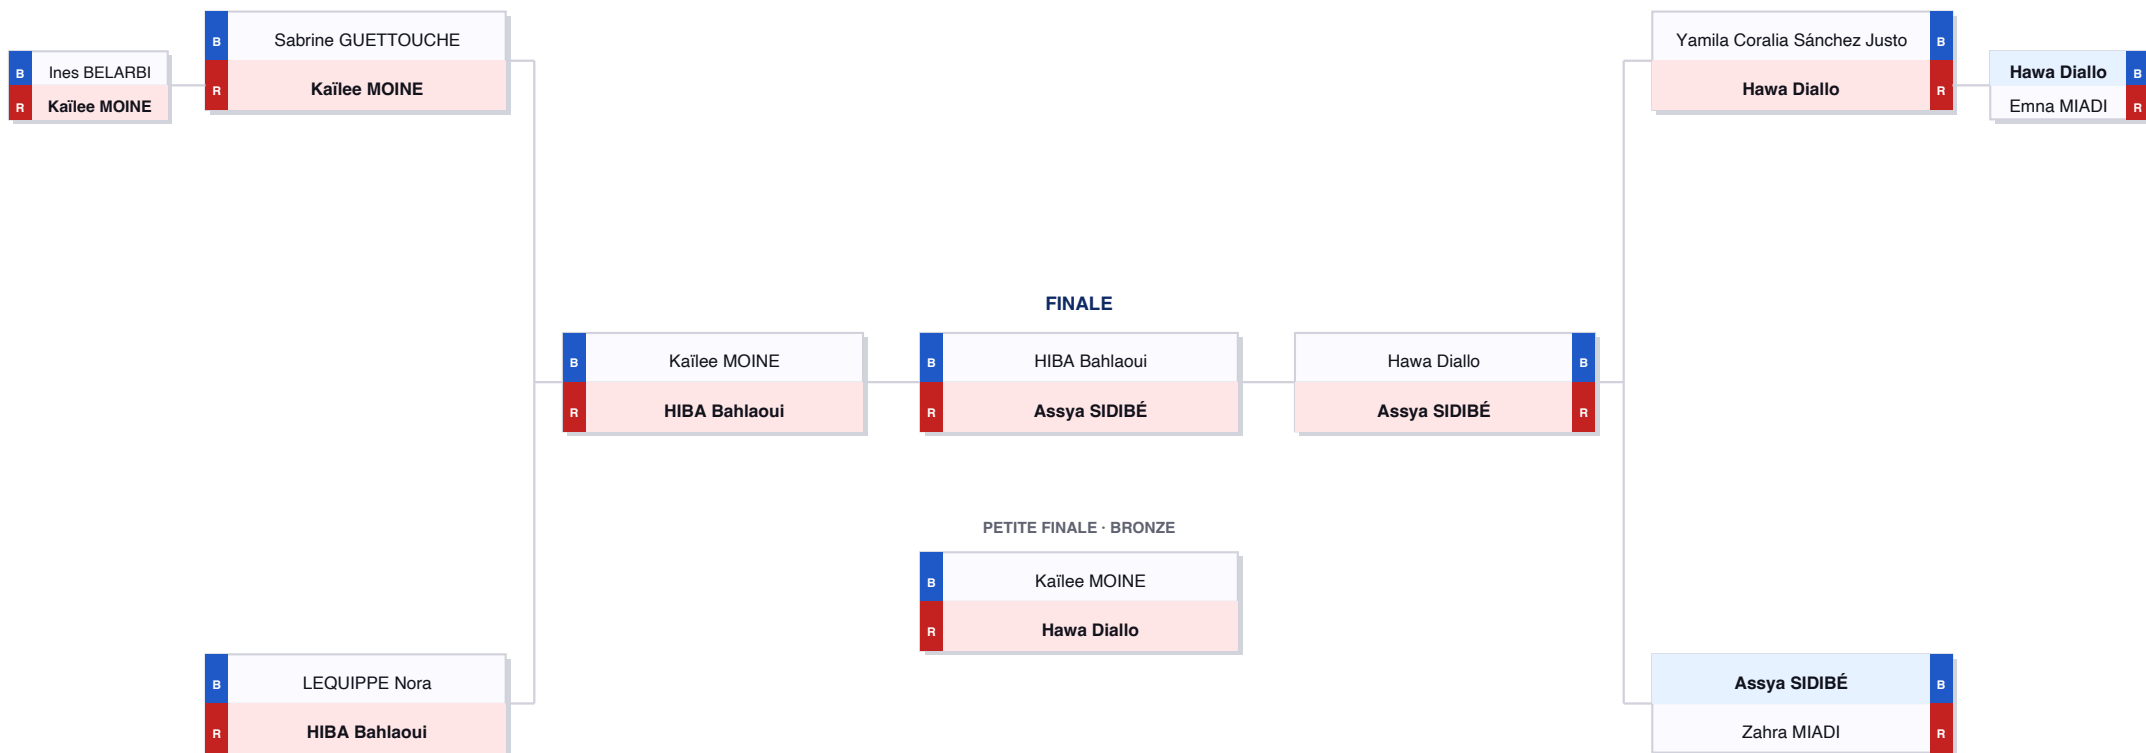 B Ines BELARBI
R Kaïlee MOINE
B Sabrine GUETTOUCHE
R Kaïlee MOINE
B LEQUIPPE Nora
R HIBA Bahlaoui
B Kaïlee MOINE
R HIBA Bahlaoui
FINALE
B HIBA Bahlaoui
R Assya SIDIBÉ
PETITE FINALE · BRONZE
B Kaïlee MOINE
R Hawa Diallo
Hawa Diallo B
Assya SIDIBÉ R
Yamila Coralia Sánchez Justo B
Hawa Diallo R
Assya SIDIBÉ B
Zahra MIADI R
Hawa Diallo B
Emna MIADI R